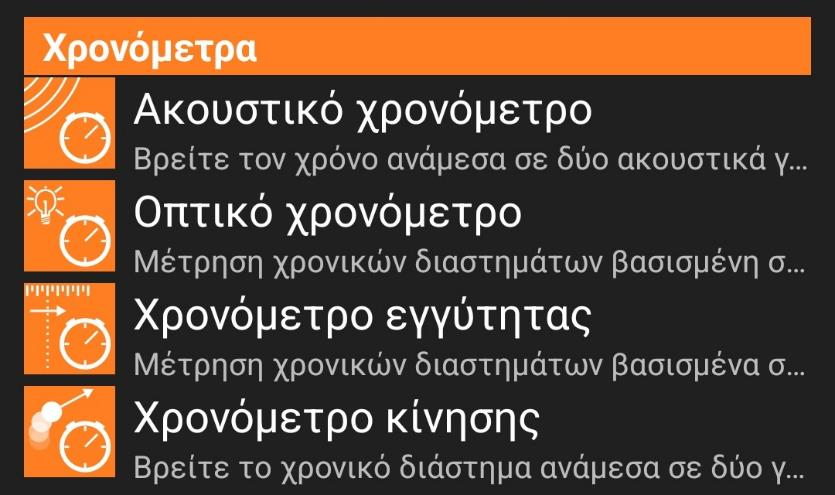 Χρονόμετρα
Ακουστικό χρονόμετρο
Βρείτε τον χρόνο ανάμεσα σε δύο ακουστικά γ...
Οπτικό χρονόμετρο
Μέτρηση χρονικών διαστημάτων βασισμένη σ...
Χρονόμετρο εγγύτητας
Μέτρηση χρονικών διαστημάτων βασισμένα σ...
Χρονόμετρο κίνησης
Βρείτε το χρονικό διάστημα ανάμεσα σε δύο γ...